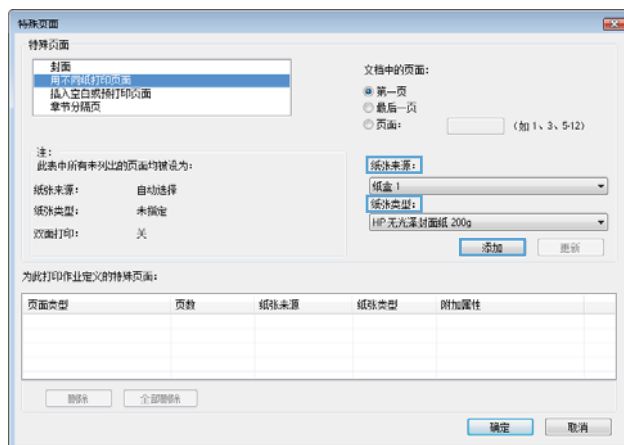 特殊页面
特殊页面
封面
用不同纸打印页面
插入空白或预打印页面
章节分隔页
文档中的页面:
第一页
最后一页
页面: (如 1、3、5-12)
注:
此表中所有未列出的页面均被设为:
纸张来源: 自动选择
纸张类型: 未指定
双面打印: 关
纸张来源:
纸盒 1
纸张类型:
HP 无光泽封面纸 200g
添加 更新
为此打印作业定义的特殊页面:
页面类型 页数 纸张来源 纸张类型 附加属性
删除 全部删除
确定 取消